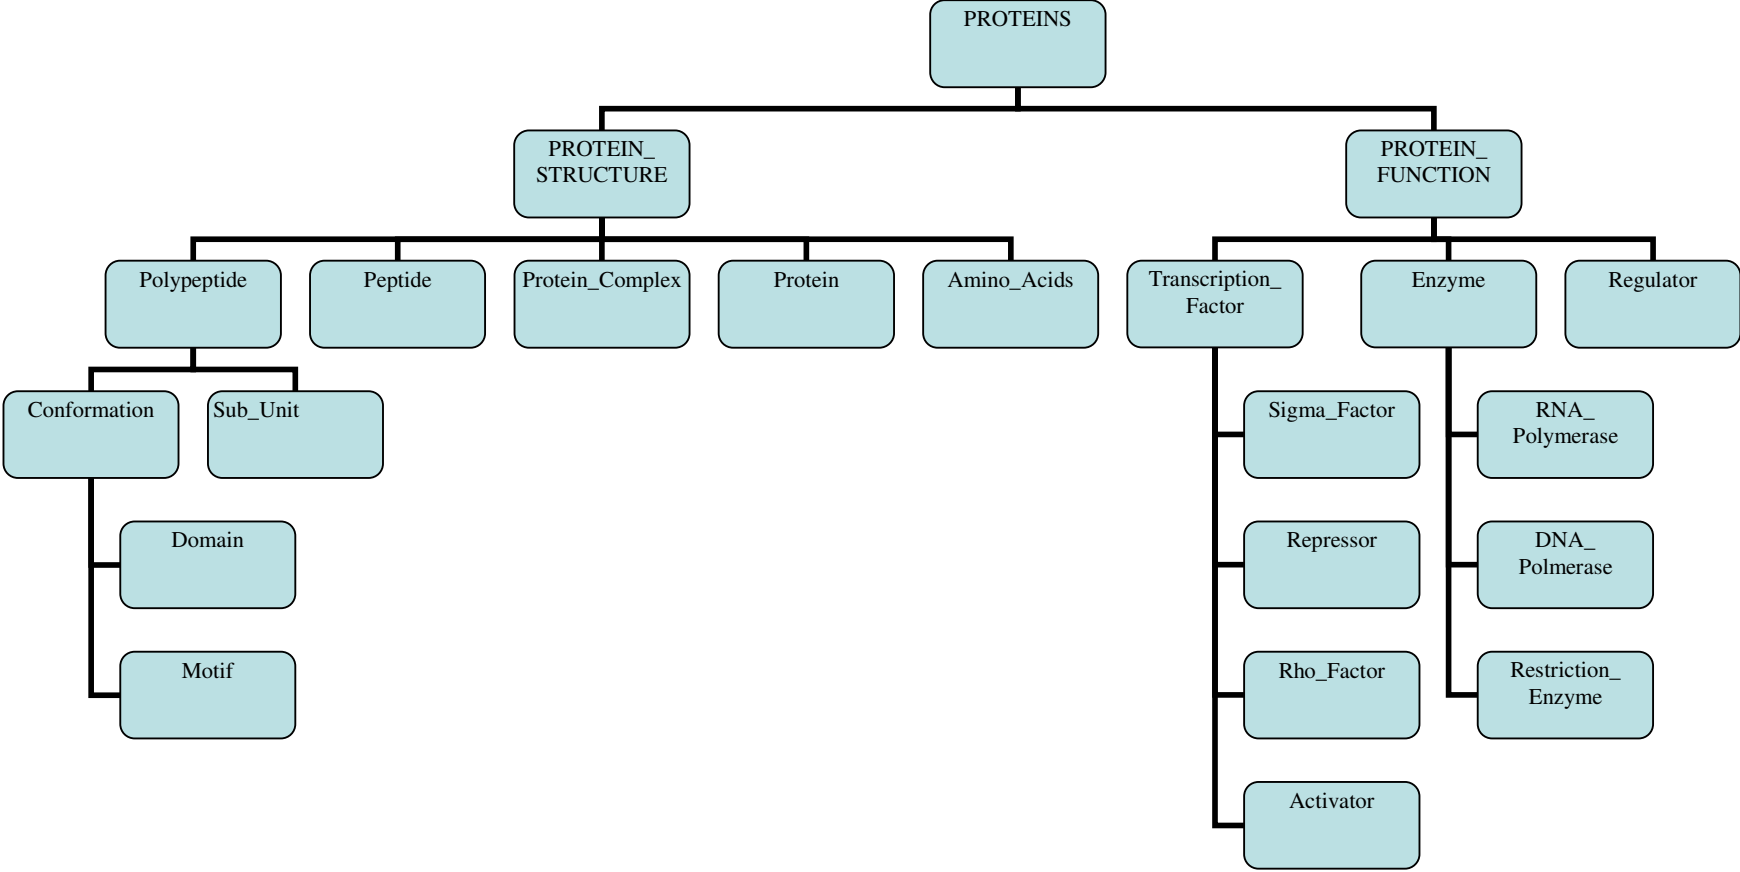 PROTEINS
PROTEIN_
STRUCTURE
PROTEIN_
FUNCTION
Polypeptide
Peptide
Protein_Complex
Protein
Amino_Acids
Transcription_
Factor
Enzyme
Regulator
Conformation
Sub_Unit
Sigma_Factor
RNA_
Polymerase
Domain
Repressor
DNA_
Polmerase
Motif
Rho_Factor
Restriction_
Enzyme
Activator